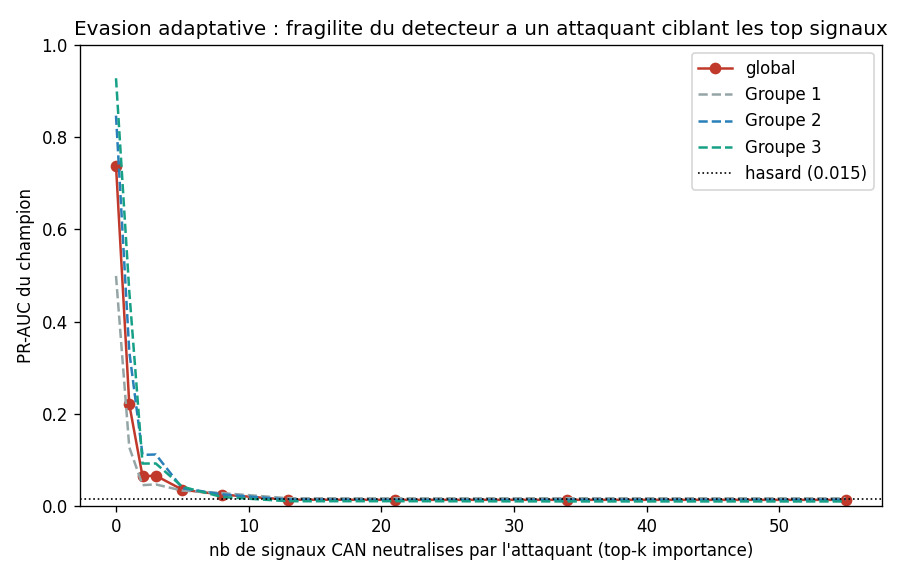 Evasion adaptative : fragilite du detecteur a un attaquant ciblant les top signaux
PR-AUC du champion
1.0
0.8
0.6
0.4
0.2
0.0
global
Groupe 1
Groupe 2
Groupe 3
hasard (0.015)
0 10 20 30 40 50
nb de signaux CAN neutralises par l'attaquant (top-k importance)